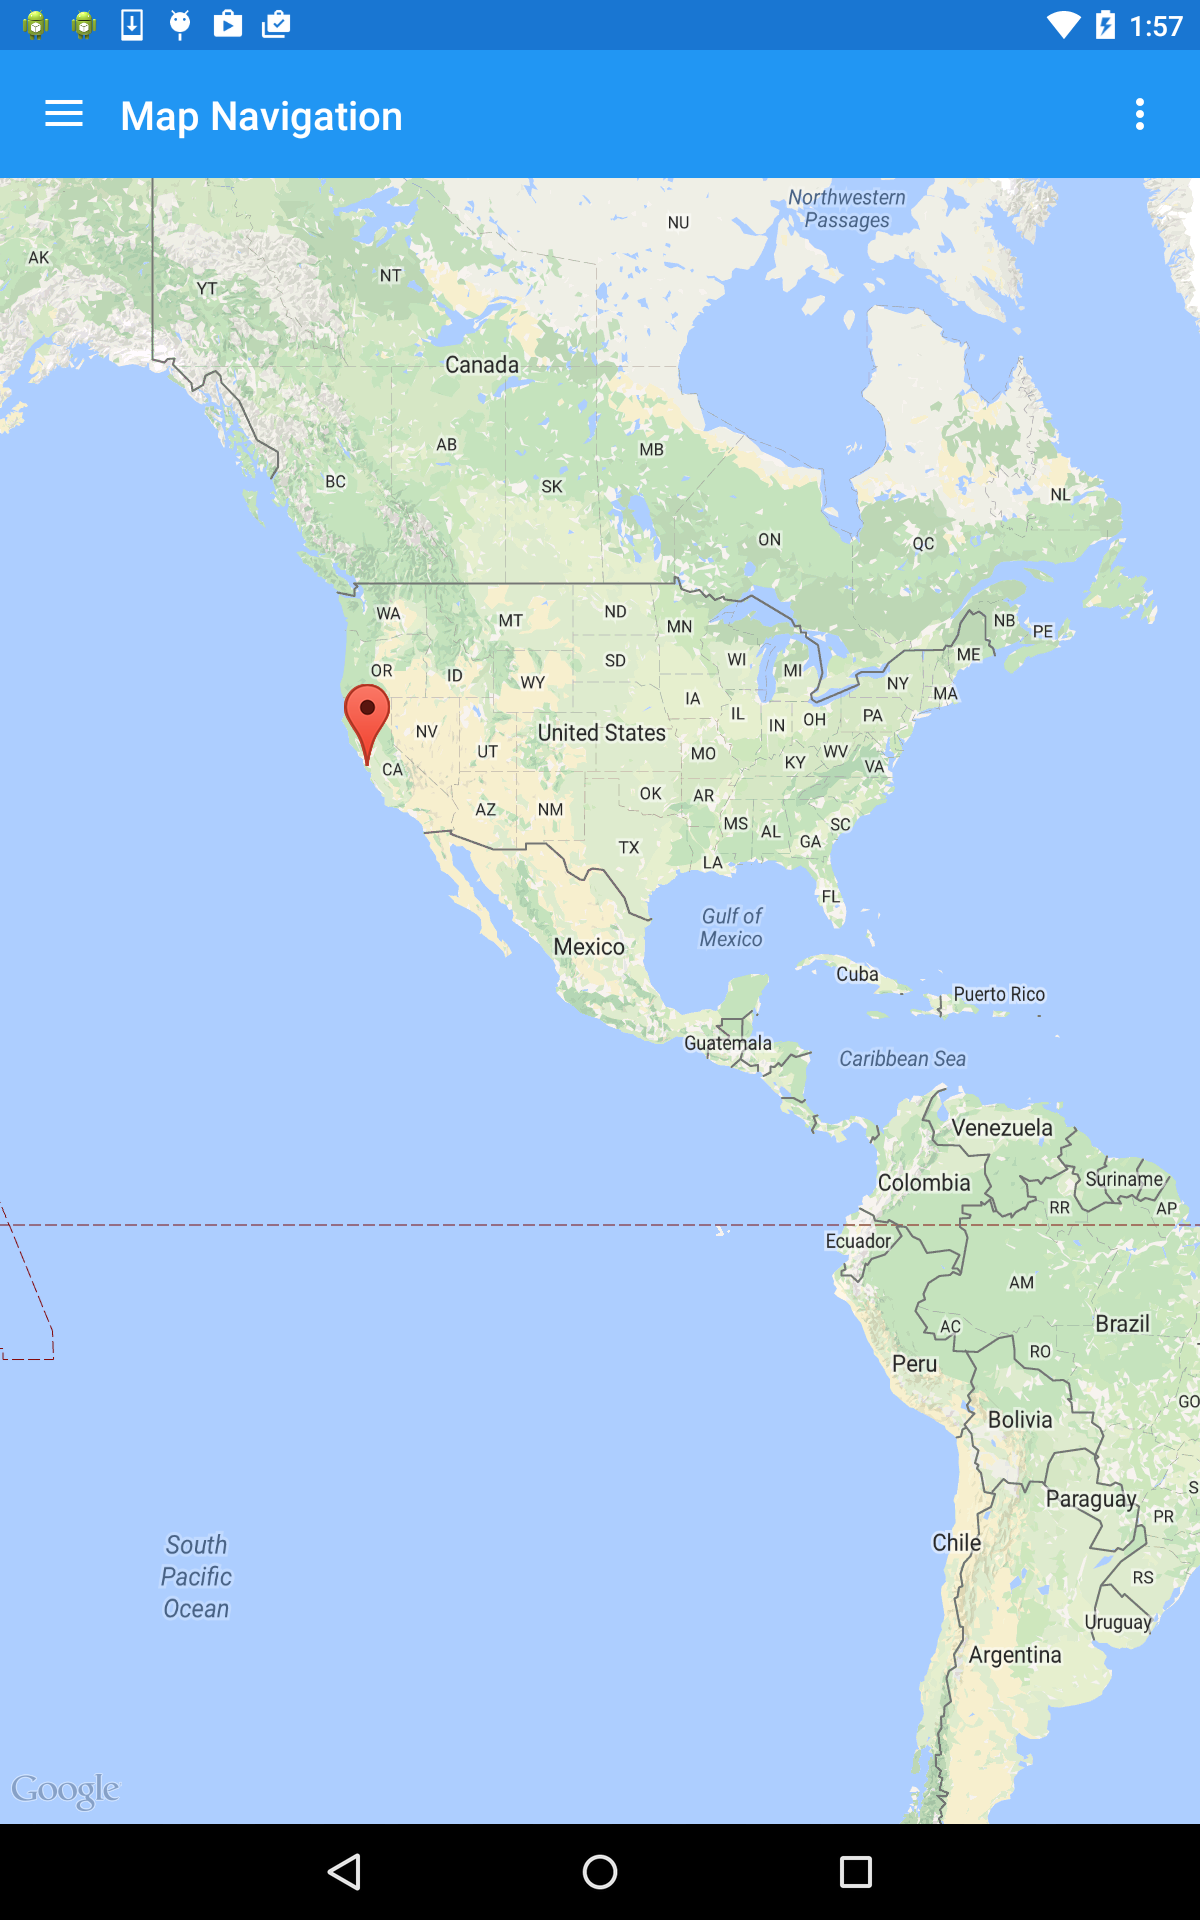 1:57
Map Navigation
Northwestern
Passages
NU
AK
NT
YT
Canada
AB
MB
BC
SK
NL
ON
QC
WA
MT
ND
MN
NB
PE
OR
ID
SD
WI
MI
ME
WY
NY
MA
IA
IL
IN
OH
PA
NV
UT
United States
MO
KY
WV
VA
CA
OK
AR
AZ
NM
MS
AL
SC
GA
TX
LA
FL
Gulf of
Mexico
Mexico
Cuba
Puerto Rico
Guatemala
Caribbean Sea
Venezuela
Colombia
Suriname
RR
AP
Ecuador
AM
AC
Brazil
RO
Peru
GO
Bolivia
S
Paraguay
PR
Chile
South
Pacific
Ocean
RS
Uruguay
Argentina
Google